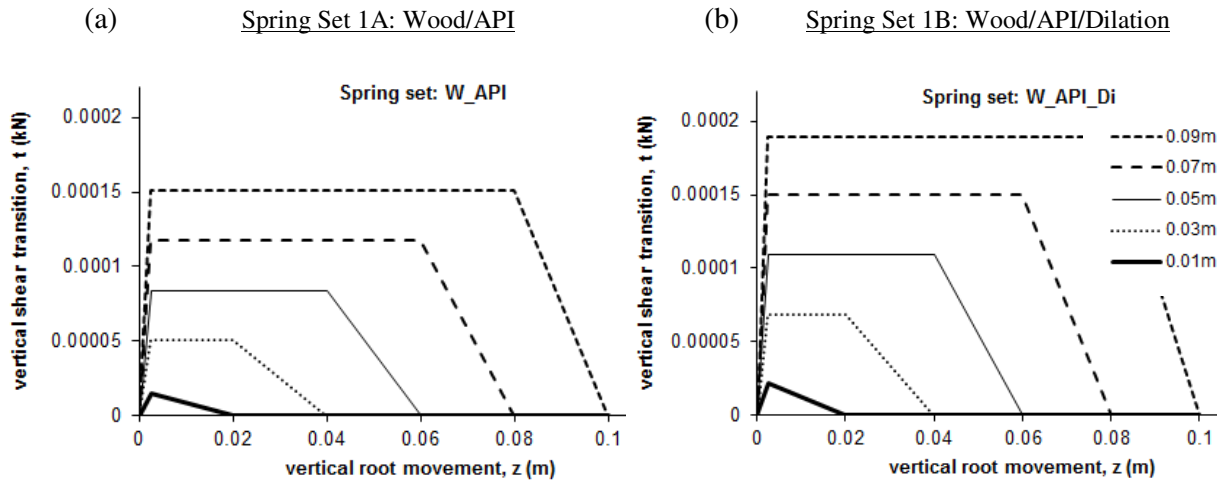 (a) Spring Set 1A: Wood/API
Spring set: W_API
vertical shear transition, t (kN)
0.0002
0.00015
0.0001
0.00005
0
0 0.02 0.04 0.06 0.08 0.1
vertical root movement, z (m)
(b) Spring Set 1B: Wood/API/Dilation
Spring set: W_API_Di
vertical shear transition, t (kN)
0.0002
0.00015
0.0001
0.00005
0
0 0.02 0.04 0.06 0.08 0.1
vertical root movement, z (m)
0.09m
0.07m
0.05m
0.03m
0.01m